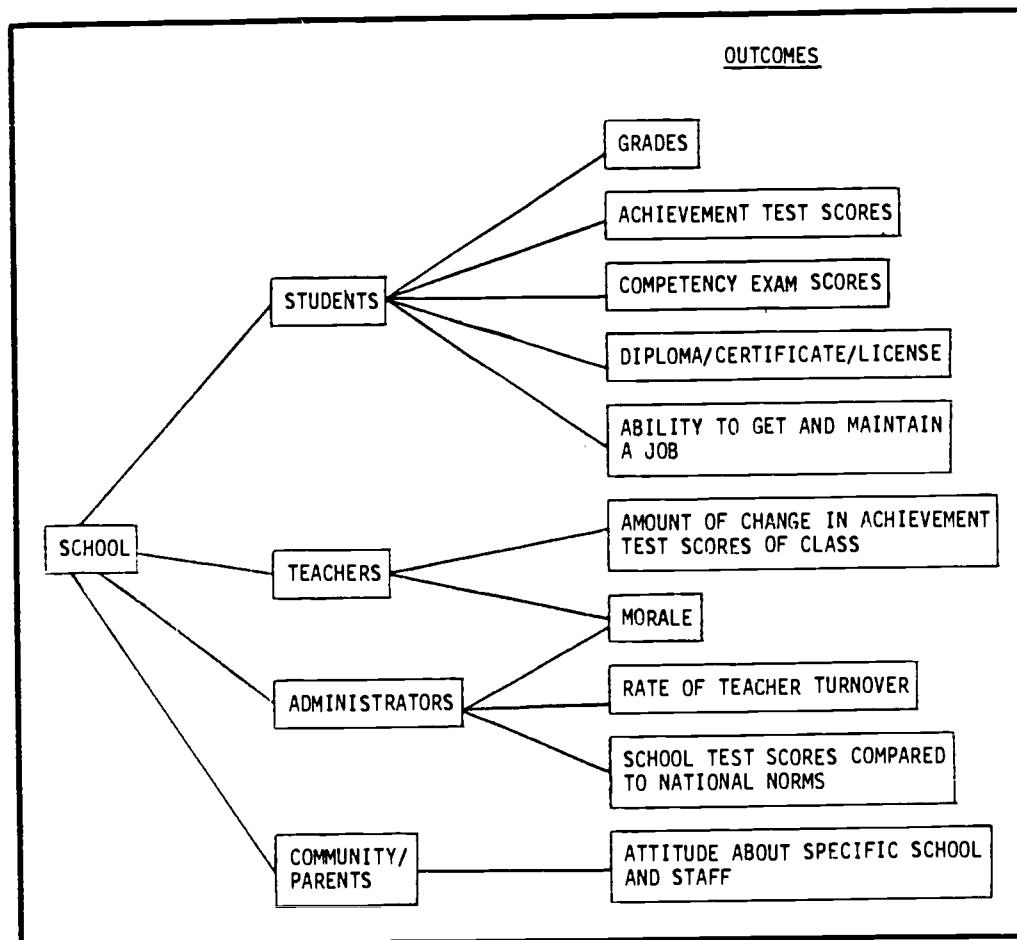 OUTCOMES
GRADES
ACHIEVEMENT TEST SCORES
COMPETENCY EXAM SCORES
STUDENTS
DIPLOMA/CERTIFICATE/LICENSE
ABILITY TO GET AND MAINTAIN
A JOB
SCHOOL
AMOUNT OF CHANGE IN ACHIEVEMENT
TEST SCORES OF CLASS
TEACHERS
MORALE
ADMINISTRATORS
RATE OF TEACHER TURNOVER
SCHOOL TEST SCORES COMPARED
TO NATIONAL NORMS
COMMUNITY/
PARENTS
ATTITUDE ABOUT SPECIFIC SCHOOL
AND STAFF